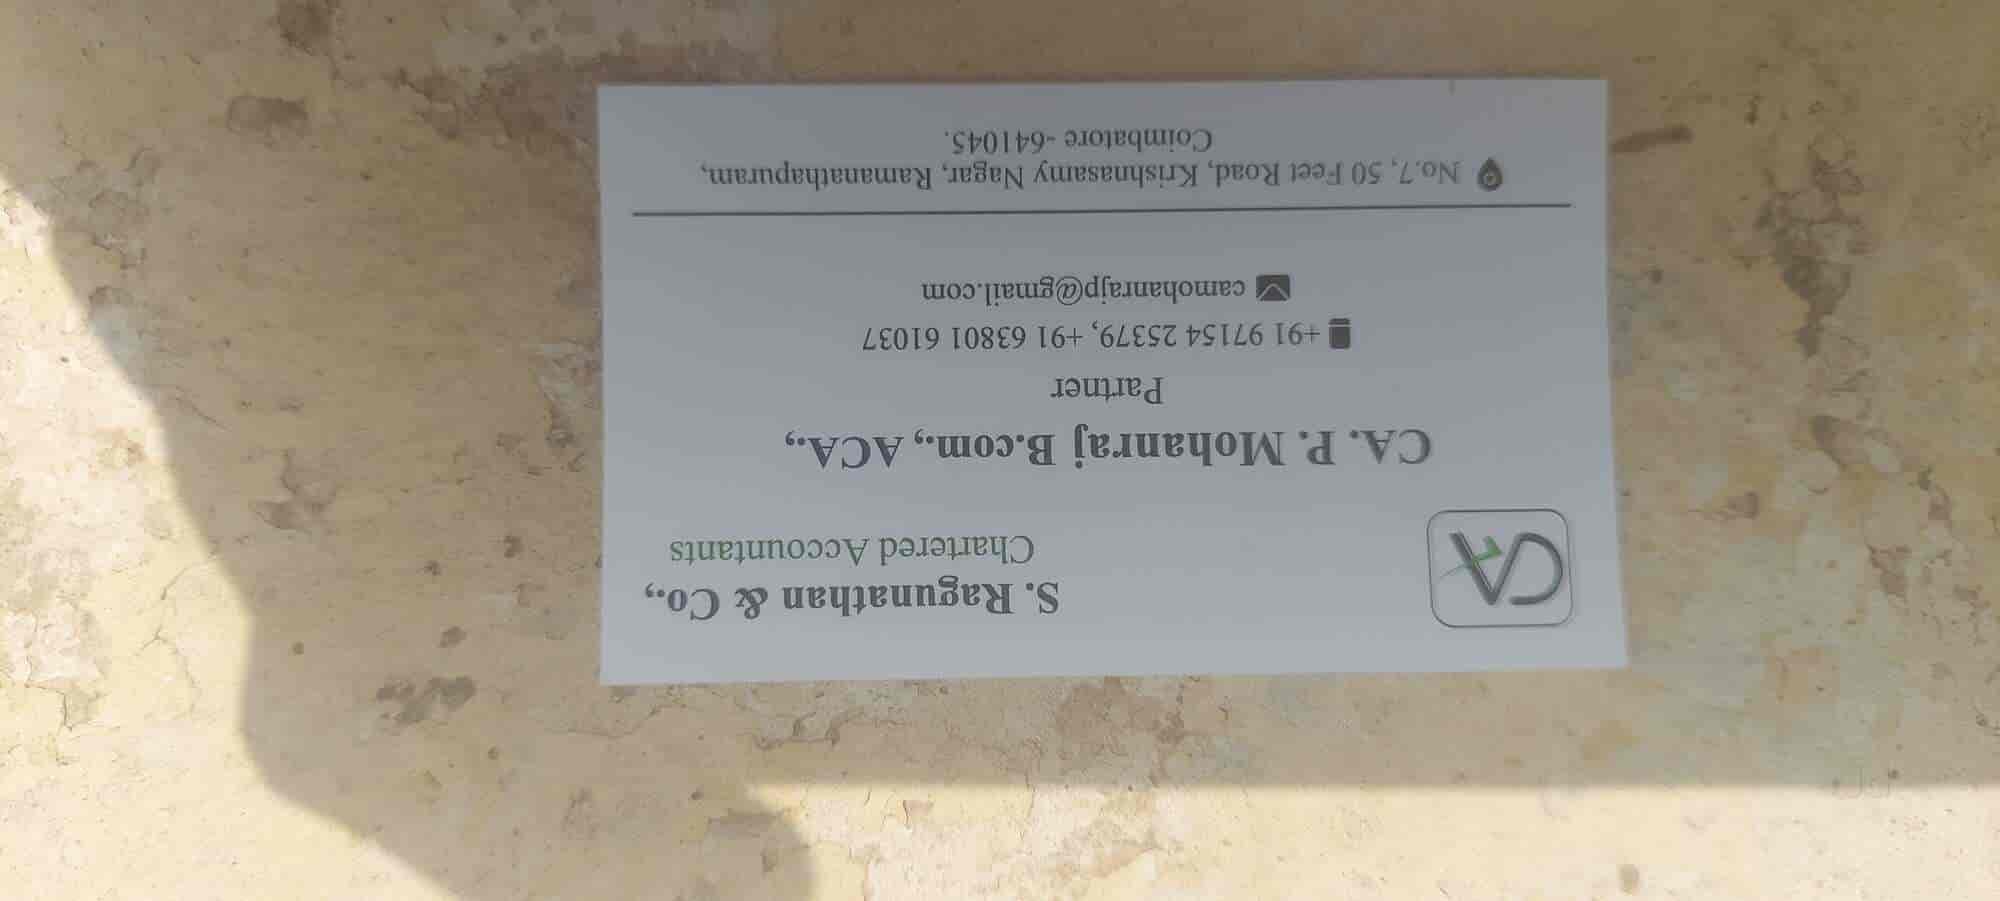 CA
S. Ragunathan & Co.,
Chartered Accountants
CA. P. Mohanraj B.com., ACA.,
Partner
+91 97154 25379, +91 63801 61037
camohanrajp@gmail.com
No.7, 50 Feet Road, Krishnasamy Nagar, Ramanathapuram,
Coimbatore -641045.